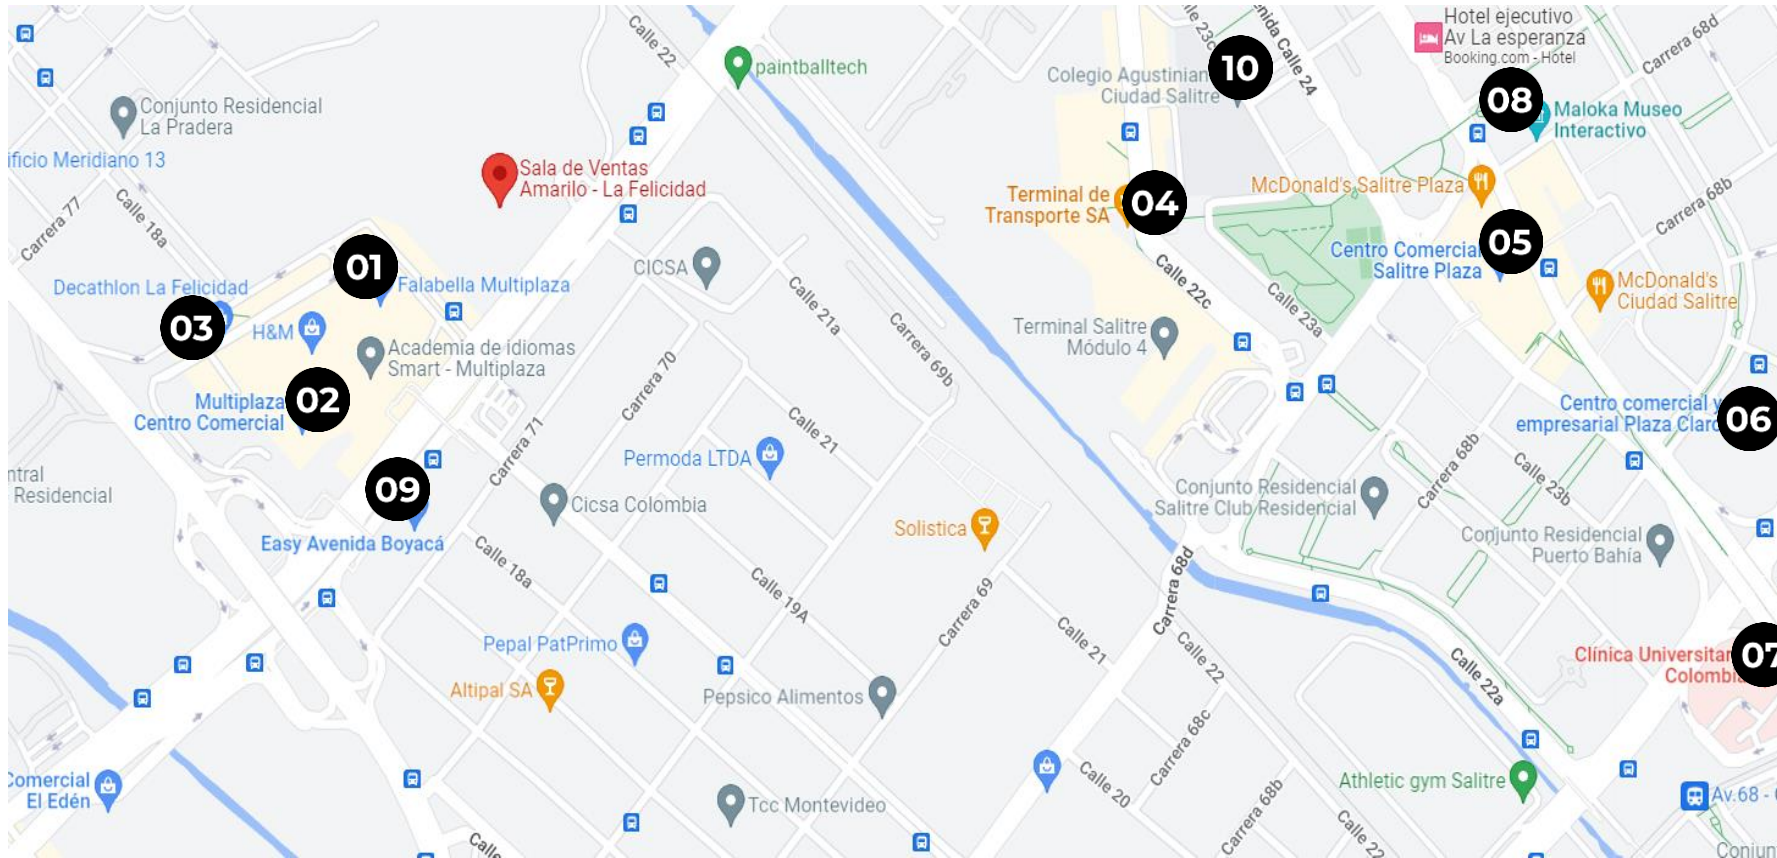 Hotel ejecutivo
Av La esperanza
Booking.com - Hotel
Calle 22
Calle 24
Carrera 68d
paintballtech
10
Colegio Agustinian
Ciudad Salitre
08
Maloka Museo
Interactivo
Conjunto Residencial
La Pradera
ificio Meridiano 13
Sala de Ventas
Amarilo - La Felicidad
Terminal de
Transporte SA
04
McDonald's Salitre Plaza
Carrera 68b
Carrera 77
Calle 18a
Centro Comercial
Salitre Plaza
05
01
Falabella Multiplaza
CICSA
Calle 22c
Calle 23a
McDonald's
Ciudad Salitre
Decathlon La Felicidad
03
H&M
Academia de idiomas
Smart - Multiplaza
Calle 21a
Carrera 69b
Terminal Salitre
Módulo 4
Carrera 70
02
Multiplaza
Centro Comercial
Calle 21
Centro comercial y
empresarial Plaza Claro
06
Carrera 71
Carrera 68b
Calle 23b
Permoda LTDA
ntral
Residencial
09
Cicsa Colombia
Solistica
Conjunto Residencial
Salitre Club Residencial
Conjunto Residencial
Puerto Bahía
Easy Avenida Boyacá
Calle 18a
Calle 19A
Carrera 69
Carrera 68d
Calle 21
Calle 22
Pepal PatPrimo
Altipal SA
Pepsico Alimentos
Clínica Universitar
Colombia
07
Calle 22a
Carrera 68c
Comercial
El Edén
Tcc Montevideo
Calle 20
Carrera 68b
Athletic gym Salitre
Av.68 -
Calle
Calle 22
Conjun